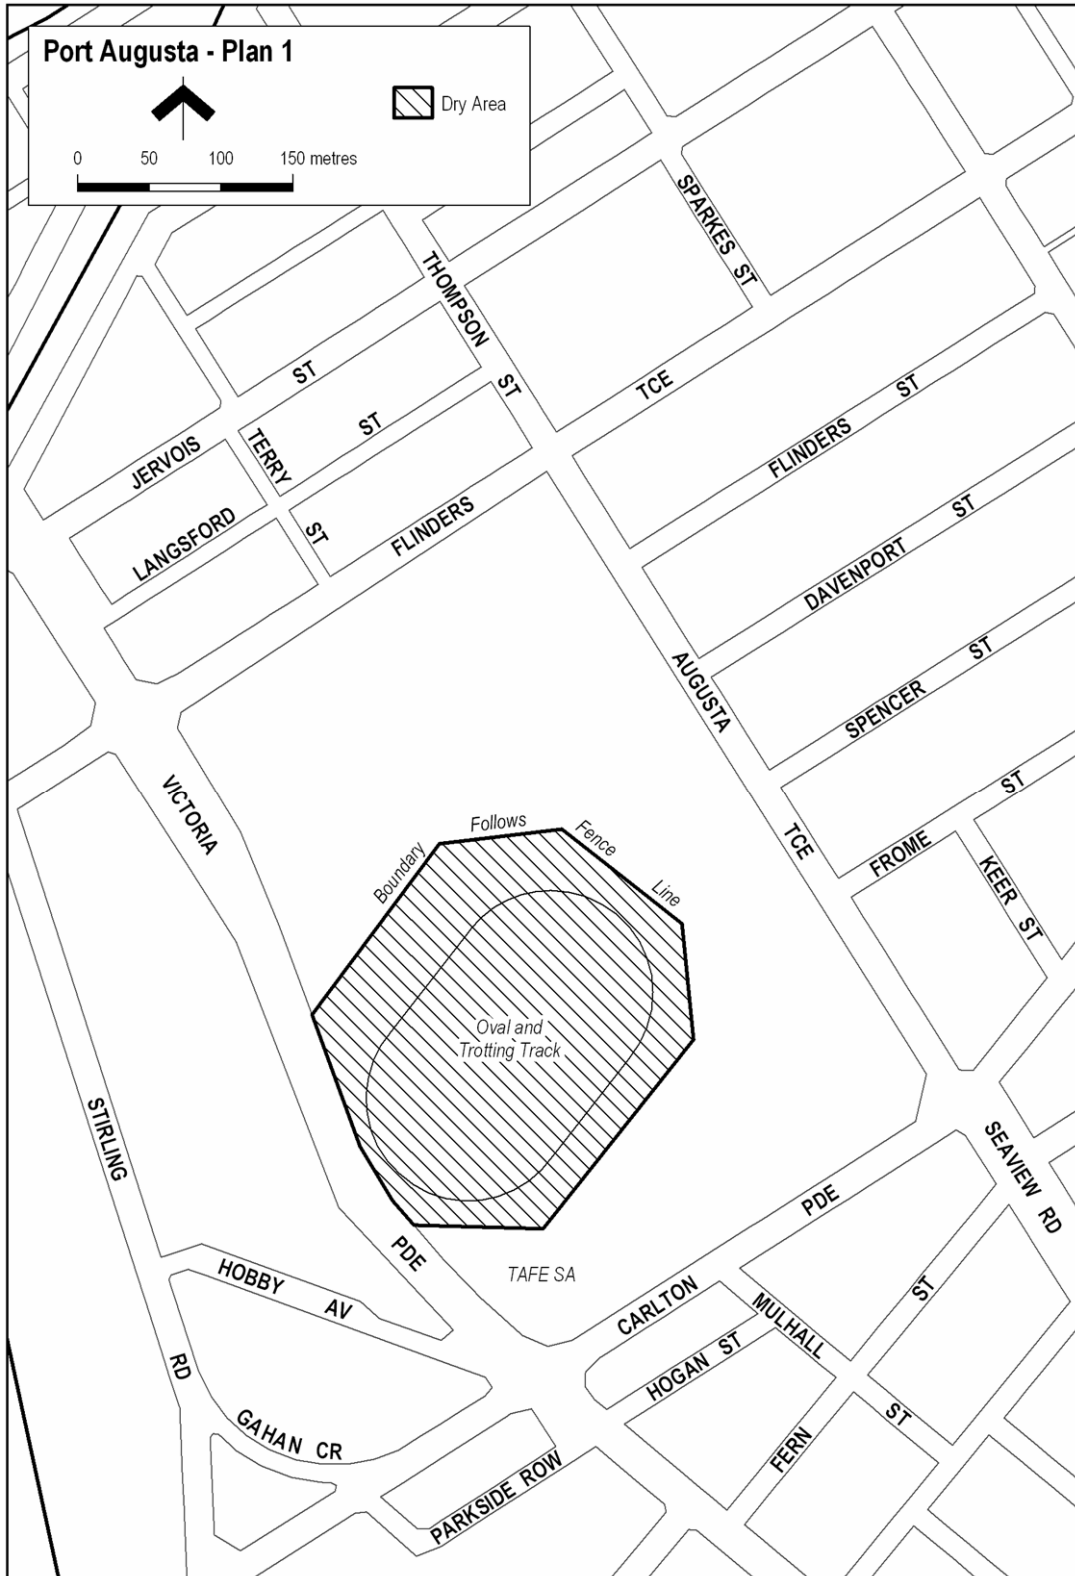 Port Augusta - Plan 1
Dry Area
0 50 100 150 metres
SPARKES ST
THOMPSON ST
JERVOIS ST
TERRY ST
LANGSFORD ST
FLINDERS TCE
FLINDERS ST
DAVENPORT ST
AUGUSTA TCE
SPENCER ST
FROME ST
KEER ST
VICTORIA PDE
Boundary Follows Fence Line
Oval and
Trotting Track
STIRLING RD
SEAVIEW RD
TAFE SA
CARLTON PDE
HOBBY AV
MULHALL ST
HOGAN ST
FERN ST
GAHAN CR
PARKSIDE ROW